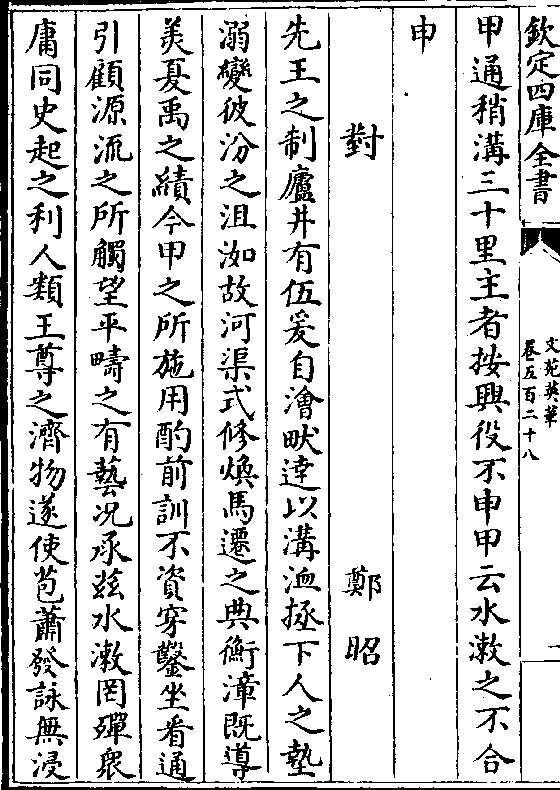 欽定四庫全書
文苑英華
卷五百二十八
甲通稍溝三十里主者按興役不申甲云水漱之不合
申
對
鄭昭
先王之制廬井有伍爰自澮畎達以溝洫拯下人之墊
溺變彼汾之沮洳故河渠式修煥馬遷之典衡漳既導
羙夏禹之績今甲之所施用酌前訓不資穿鑿坐看通
引顧源流之所觸望平疇之有藝况承兹水漱罔殫衆
庸同史起之利人類王尊之濟物遂使苞蕭發詠無浸